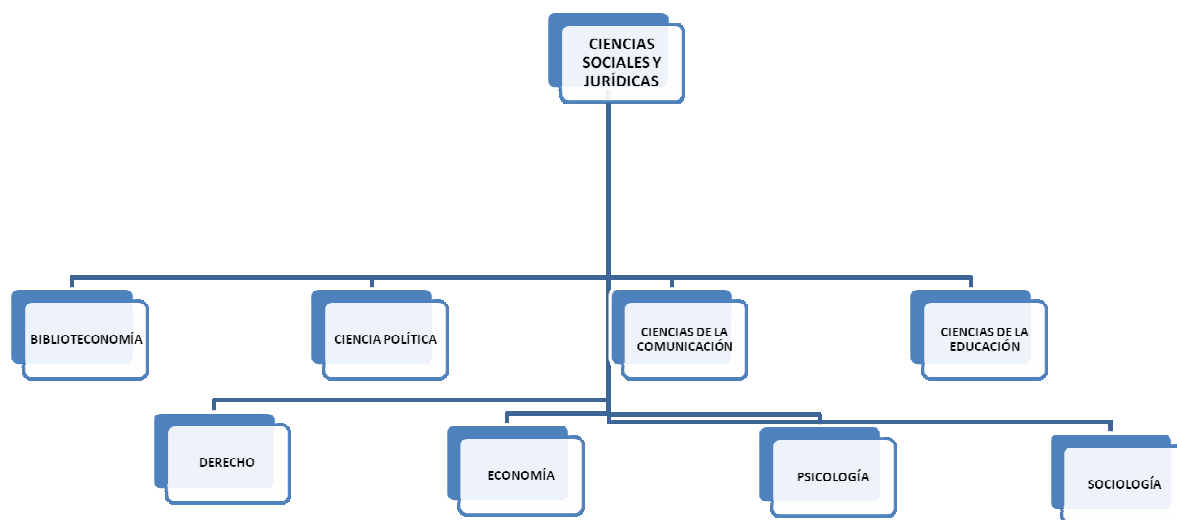 CIENCIAS
SOCIALES Y
JURÍDICAS
BIBLIOTECONOMÍA
CIENCIA POLÍTICA
CIENCIAS DE LA
COMUNICACIÓN
CIENCIAS DE LA
EDUCACIÓN
DERECHO
ECONOMÍA
PSICOLOGÍA
SOCIOLOGÍA